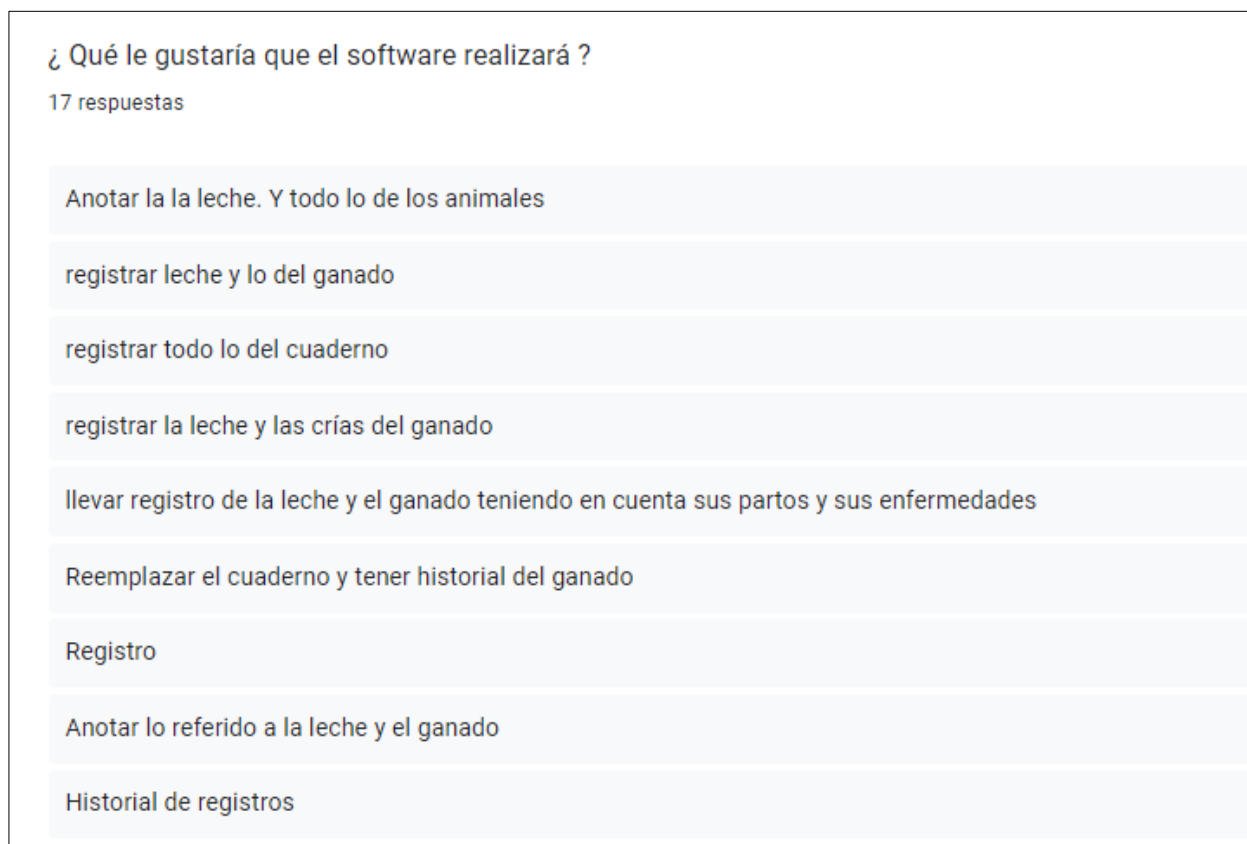 ¿ Qué le gustaría que el software realizará ?
17 respuestas
Anotar la la leche. Y todo lo de los animales
registrar leche y lo del ganado
registrar todo lo del cuaderno
registrar la leche y las crías del ganado
llevar registro de la leche y el ganado teniendo en cuenta sus partos y sus enfermedades
Reemplazar el cuaderno y tener historial del ganado
Registro
Anotar lo referido a la leche y el ganado
Historial de registros